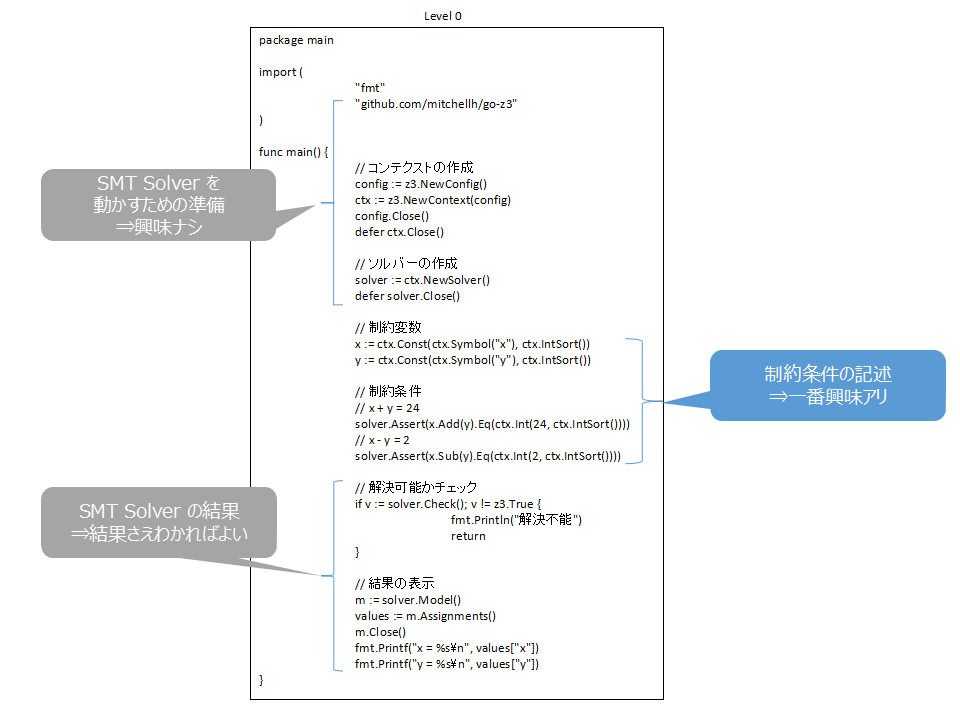 Level 0
package main
import (
"fmt"
"github.com/mitchellh/go-z3"
)
func main() {
// コンテクストの作成
config := z3.NewConfig()
ctx := z3.NewContext(config)
config.Close()
defer ctx.Close()
// ソルバーの作成
solver := ctx.NewSolver()
defer solver.Close()
// 制約変数
x := ctx.Const(ctx.Symbol("x"), ctx.IntSort())
y := ctx.Const(ctx.Symbol("y"), ctx.IntSort())
// 制約条件
// x + y = 24
solver.Assert(x.Add(y).Eq(ctx.Int(24, ctx.IntSort())))
// x - y = 2
solver.Assert(x.Sub(y).Eq(ctx.Int(2, ctx.IntSort())))
// 解決可能かチェック
if v := solver.Check(); v != z3.True {
fmt.Println("解決不能")
return
}
// 結果の表示
m := solver.Model()
values := m.Assignments()
m.Close()
fmt.Printf("x = %s¥n", values["x"])
fmt.Printf("y = %s¥n", values["y"])
}
SMT Solver を
動かすための準備
⇒興味ナシ
制約条件の記述
⇒一番興味アリ
SMT Solver の結果
⇒結果さえわかればよい